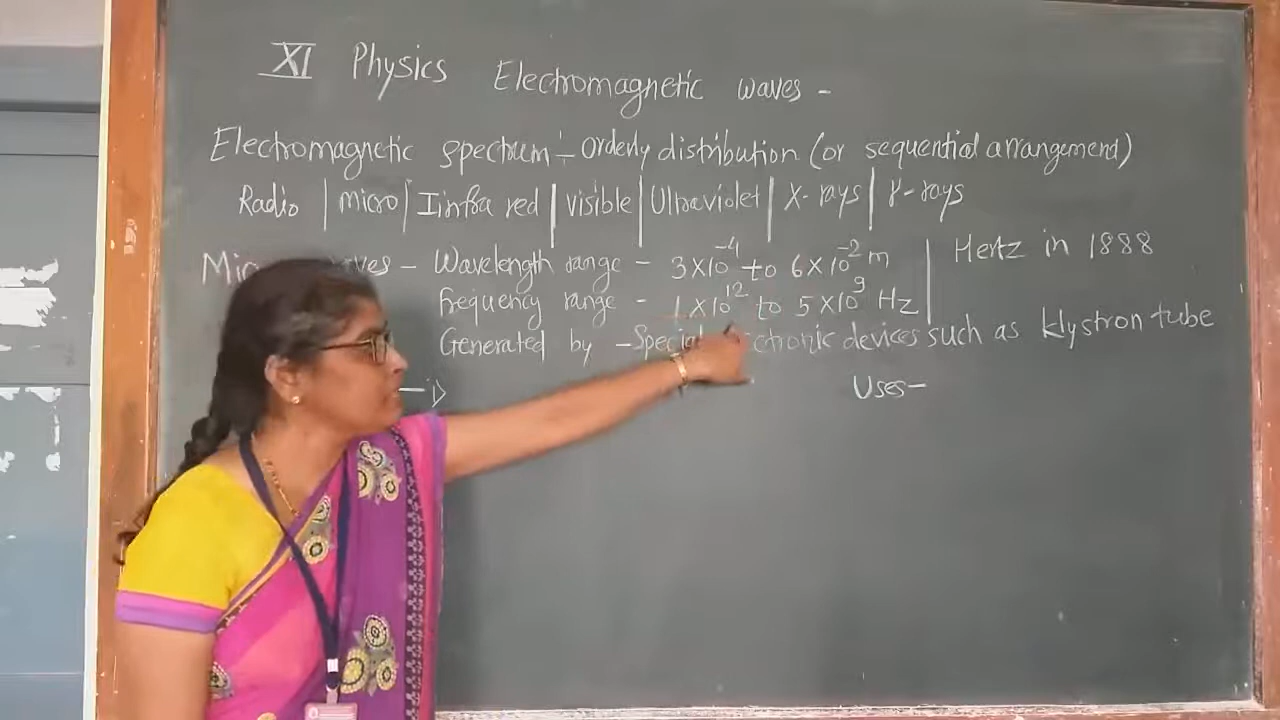 XI Physics Electromagnetic waves -
Electromagnetic spectrum - Orderly distribution (or sequential arrangement)
Radio | micro | Iinfra red | visible | Ultraviolet | X-rays | γ-rays
- Wavelength range - 3×10⁻⁴ to 6×10⁻² m | Hertz in 1888
Frequency range - 1×10¹² to 5×10⁹ Hz
Generated by - Special devices such as klystron tube
Uses-